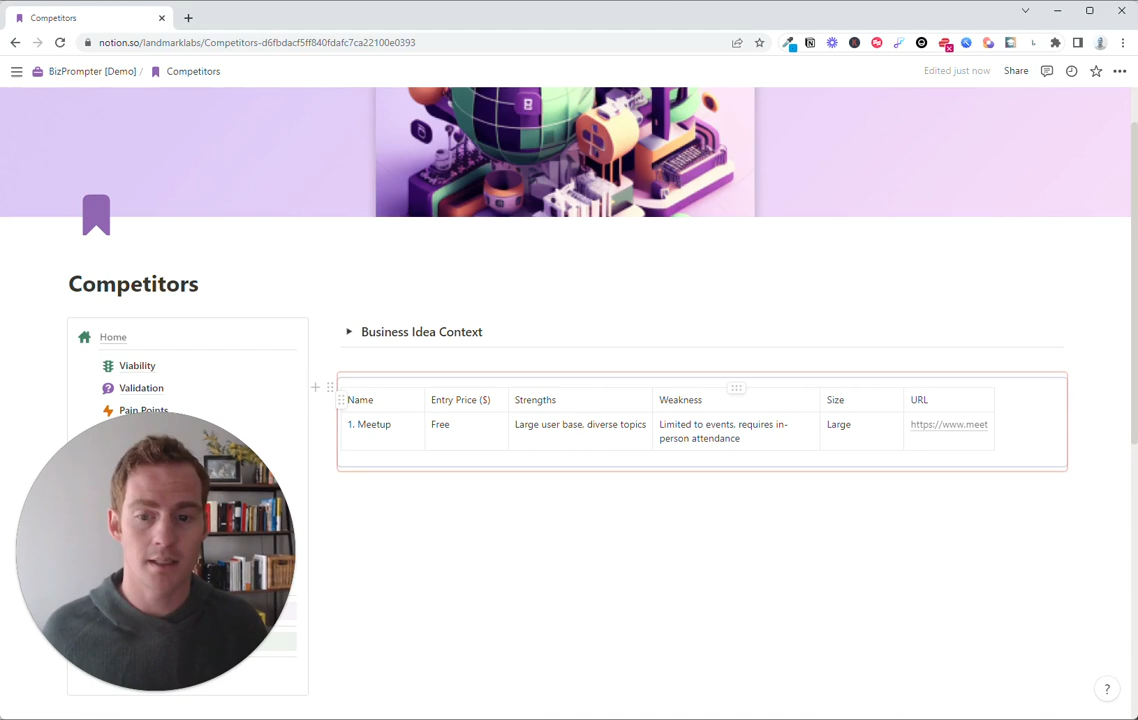 Competitors
notion.so/landmarklabs/Competitors-d6fbdacf5ff840fdafc7ca22100e0393
BizPrompter [Demo] / Competitors
Edited just now Share
Competitors
Home
Viability
Validation
Pain Points
Business Idea Context
Name Entry Price ($) Strengths Weakness Size URL
1. Meetup Free Large user base, diverse topics Limited to events, requires in- Large https://www.meet
person attendance
?